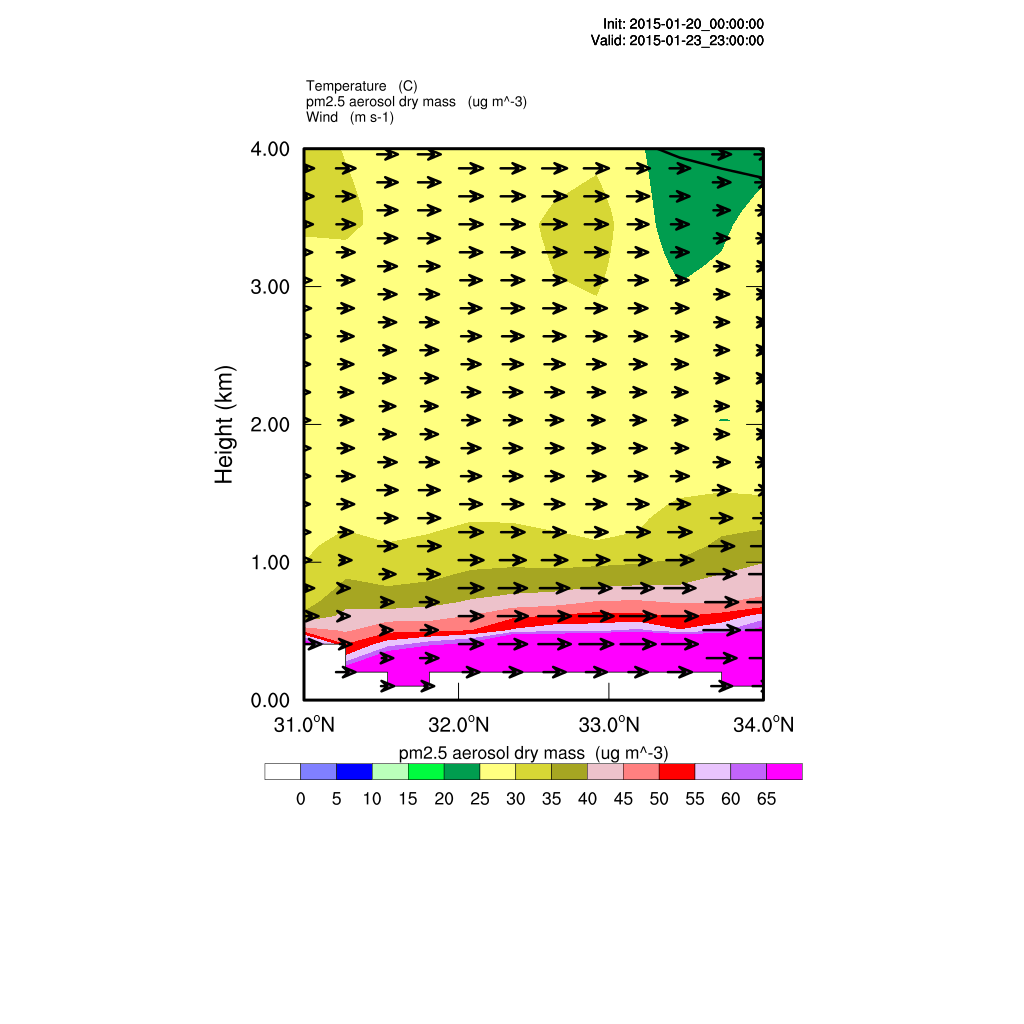 Init: 2015-01-20_00:00:00
Valid: 2015-01-23_23:00:00
Temperature (C)
pm2.5 aerosol dry mass (ug m^-3)
Wind (m s-1)
4.00
3.00
2.00
1.00
0.00
Height (km)
31.0°N 32.0°N 33.0°N 34.0°N
pm2.5 aerosol dry mass (ug m^-3)
0 5 10 15 20 25 30 35 40 45 50 55 60 65